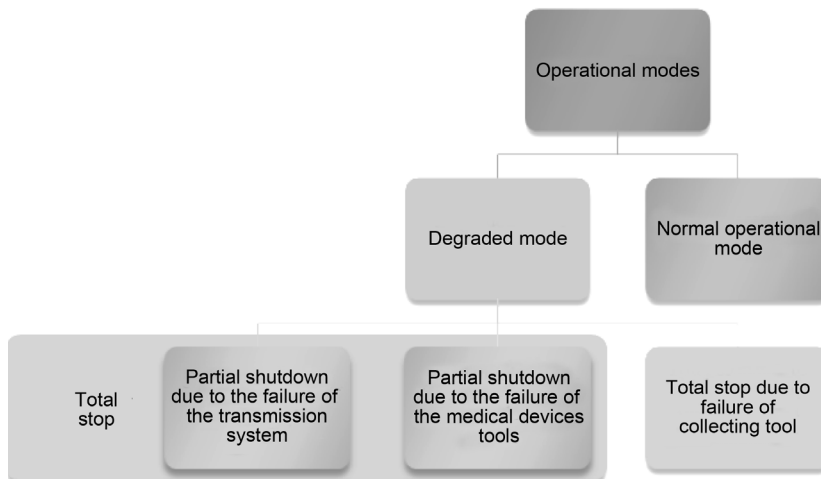 Operational modes
Degraded mode
Normal operational
mode
Total
stop
Partial shutdown
due to the failure of
the transmission
system
Partial shutdown
due to the failure of
the medical devices
tools
Total stop due to
failure of
collecting tool